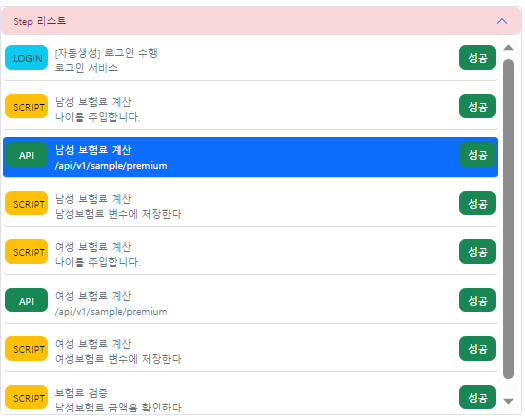 Step 리스트
LOGIN [자동생성] 로그인 수행 성공
로그인 서비스
SCRIPT 남성 보험료 계산 성공
나이를 주입합니다.
API 남성 보험료 계산 성공
/api/v1/sample/premium
SCRIPT 남성 보험료 계산 성공
남성보험료 변수에 저장한다
SCRIPT 여성 보험료 계산 성공
나이를 주입합니다.
API 여성 보험료 계산 성공
/api/v1/sample/premium
SCRIPT 여성 보험료 계산 성공
여성보험료 변수에 저장한다
SCRIPT 보험료 검증 성공
남성보험료 금액을 확인한다